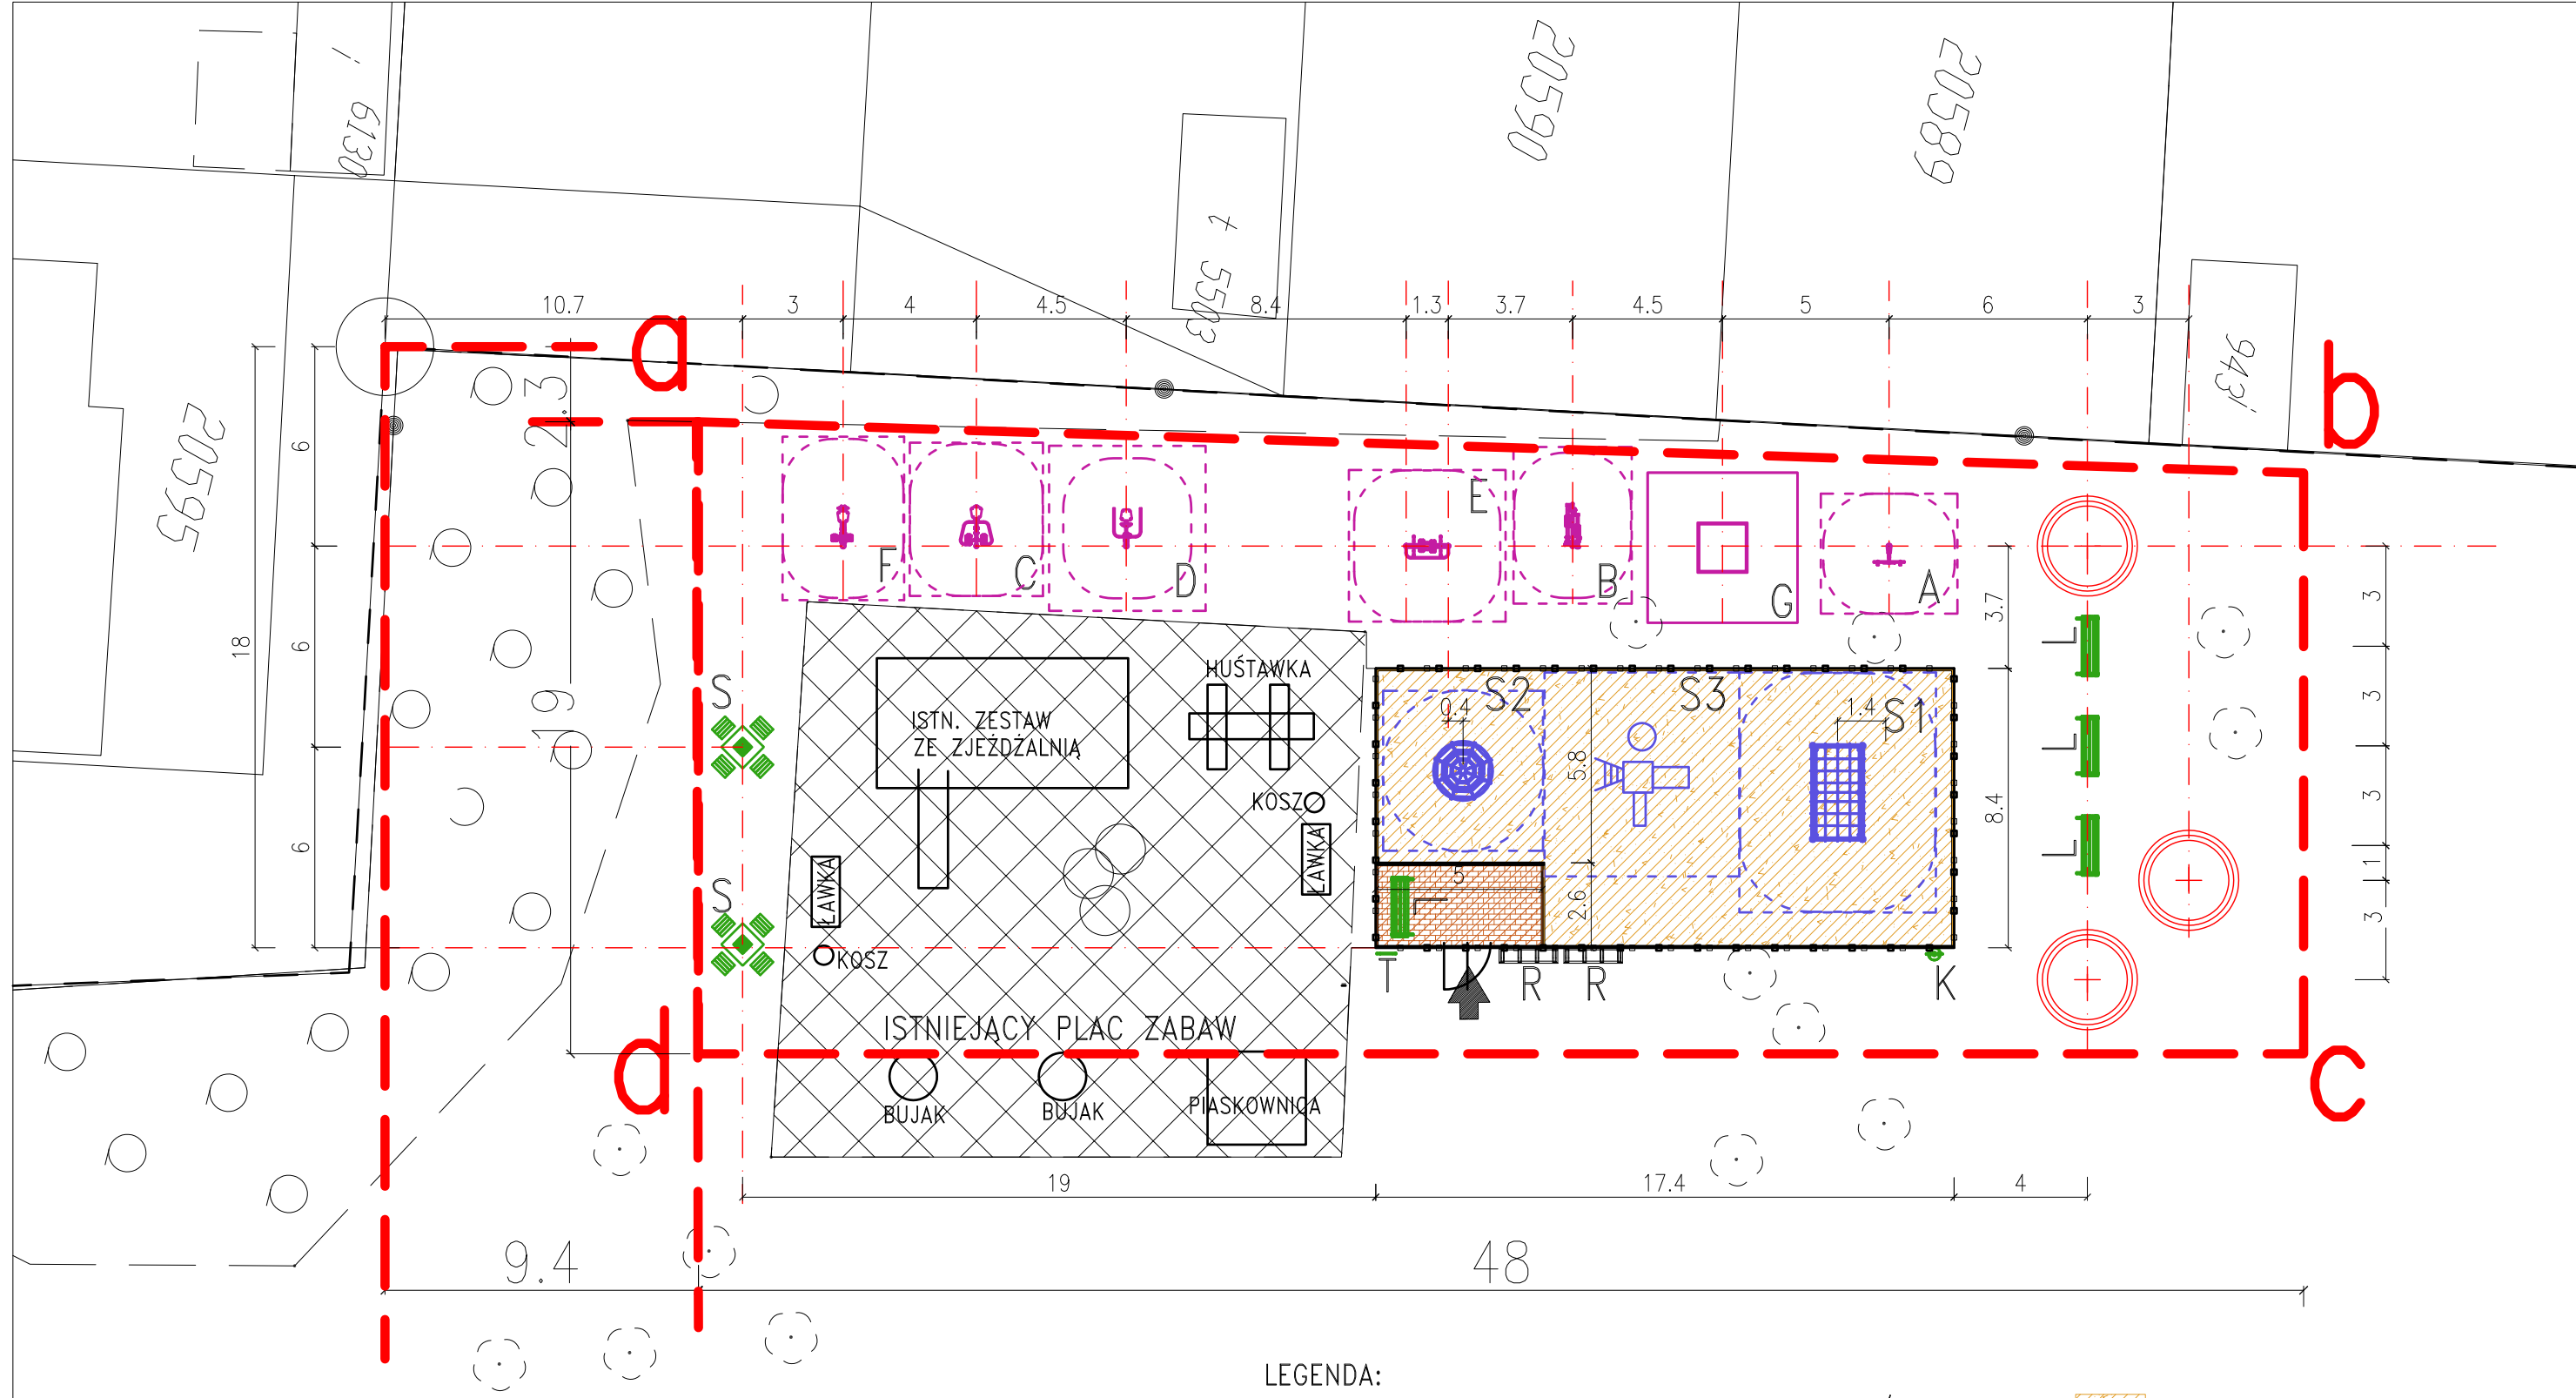 6130
20590
20589
20595
t 5503
943/
10.7
3
4
4.5
8.4
1.3
3.7
4.5
5
6
3
a
b
2.3
6
6
6
18
19
F
C
D
E
B
G
A
3.7
8.4
3
3
3
1
3
S
S
HUŚTAWKA
ISTN. ZESTAW
ZE ZJEŻDŻALNIĄ
KOSZ
ŁAWKA
ŁAWKA
KOSZ
S2
S3
S1
0.4
1.4
5.8
5
2.6
L
L
L
L
T
R
R
K
ISTNIEJĄCY PLAC ZABAW
d
c
BUJAK
BUJAK
PIASKOWNICA
19
17.4
4
9.4
48
LEGENDA: